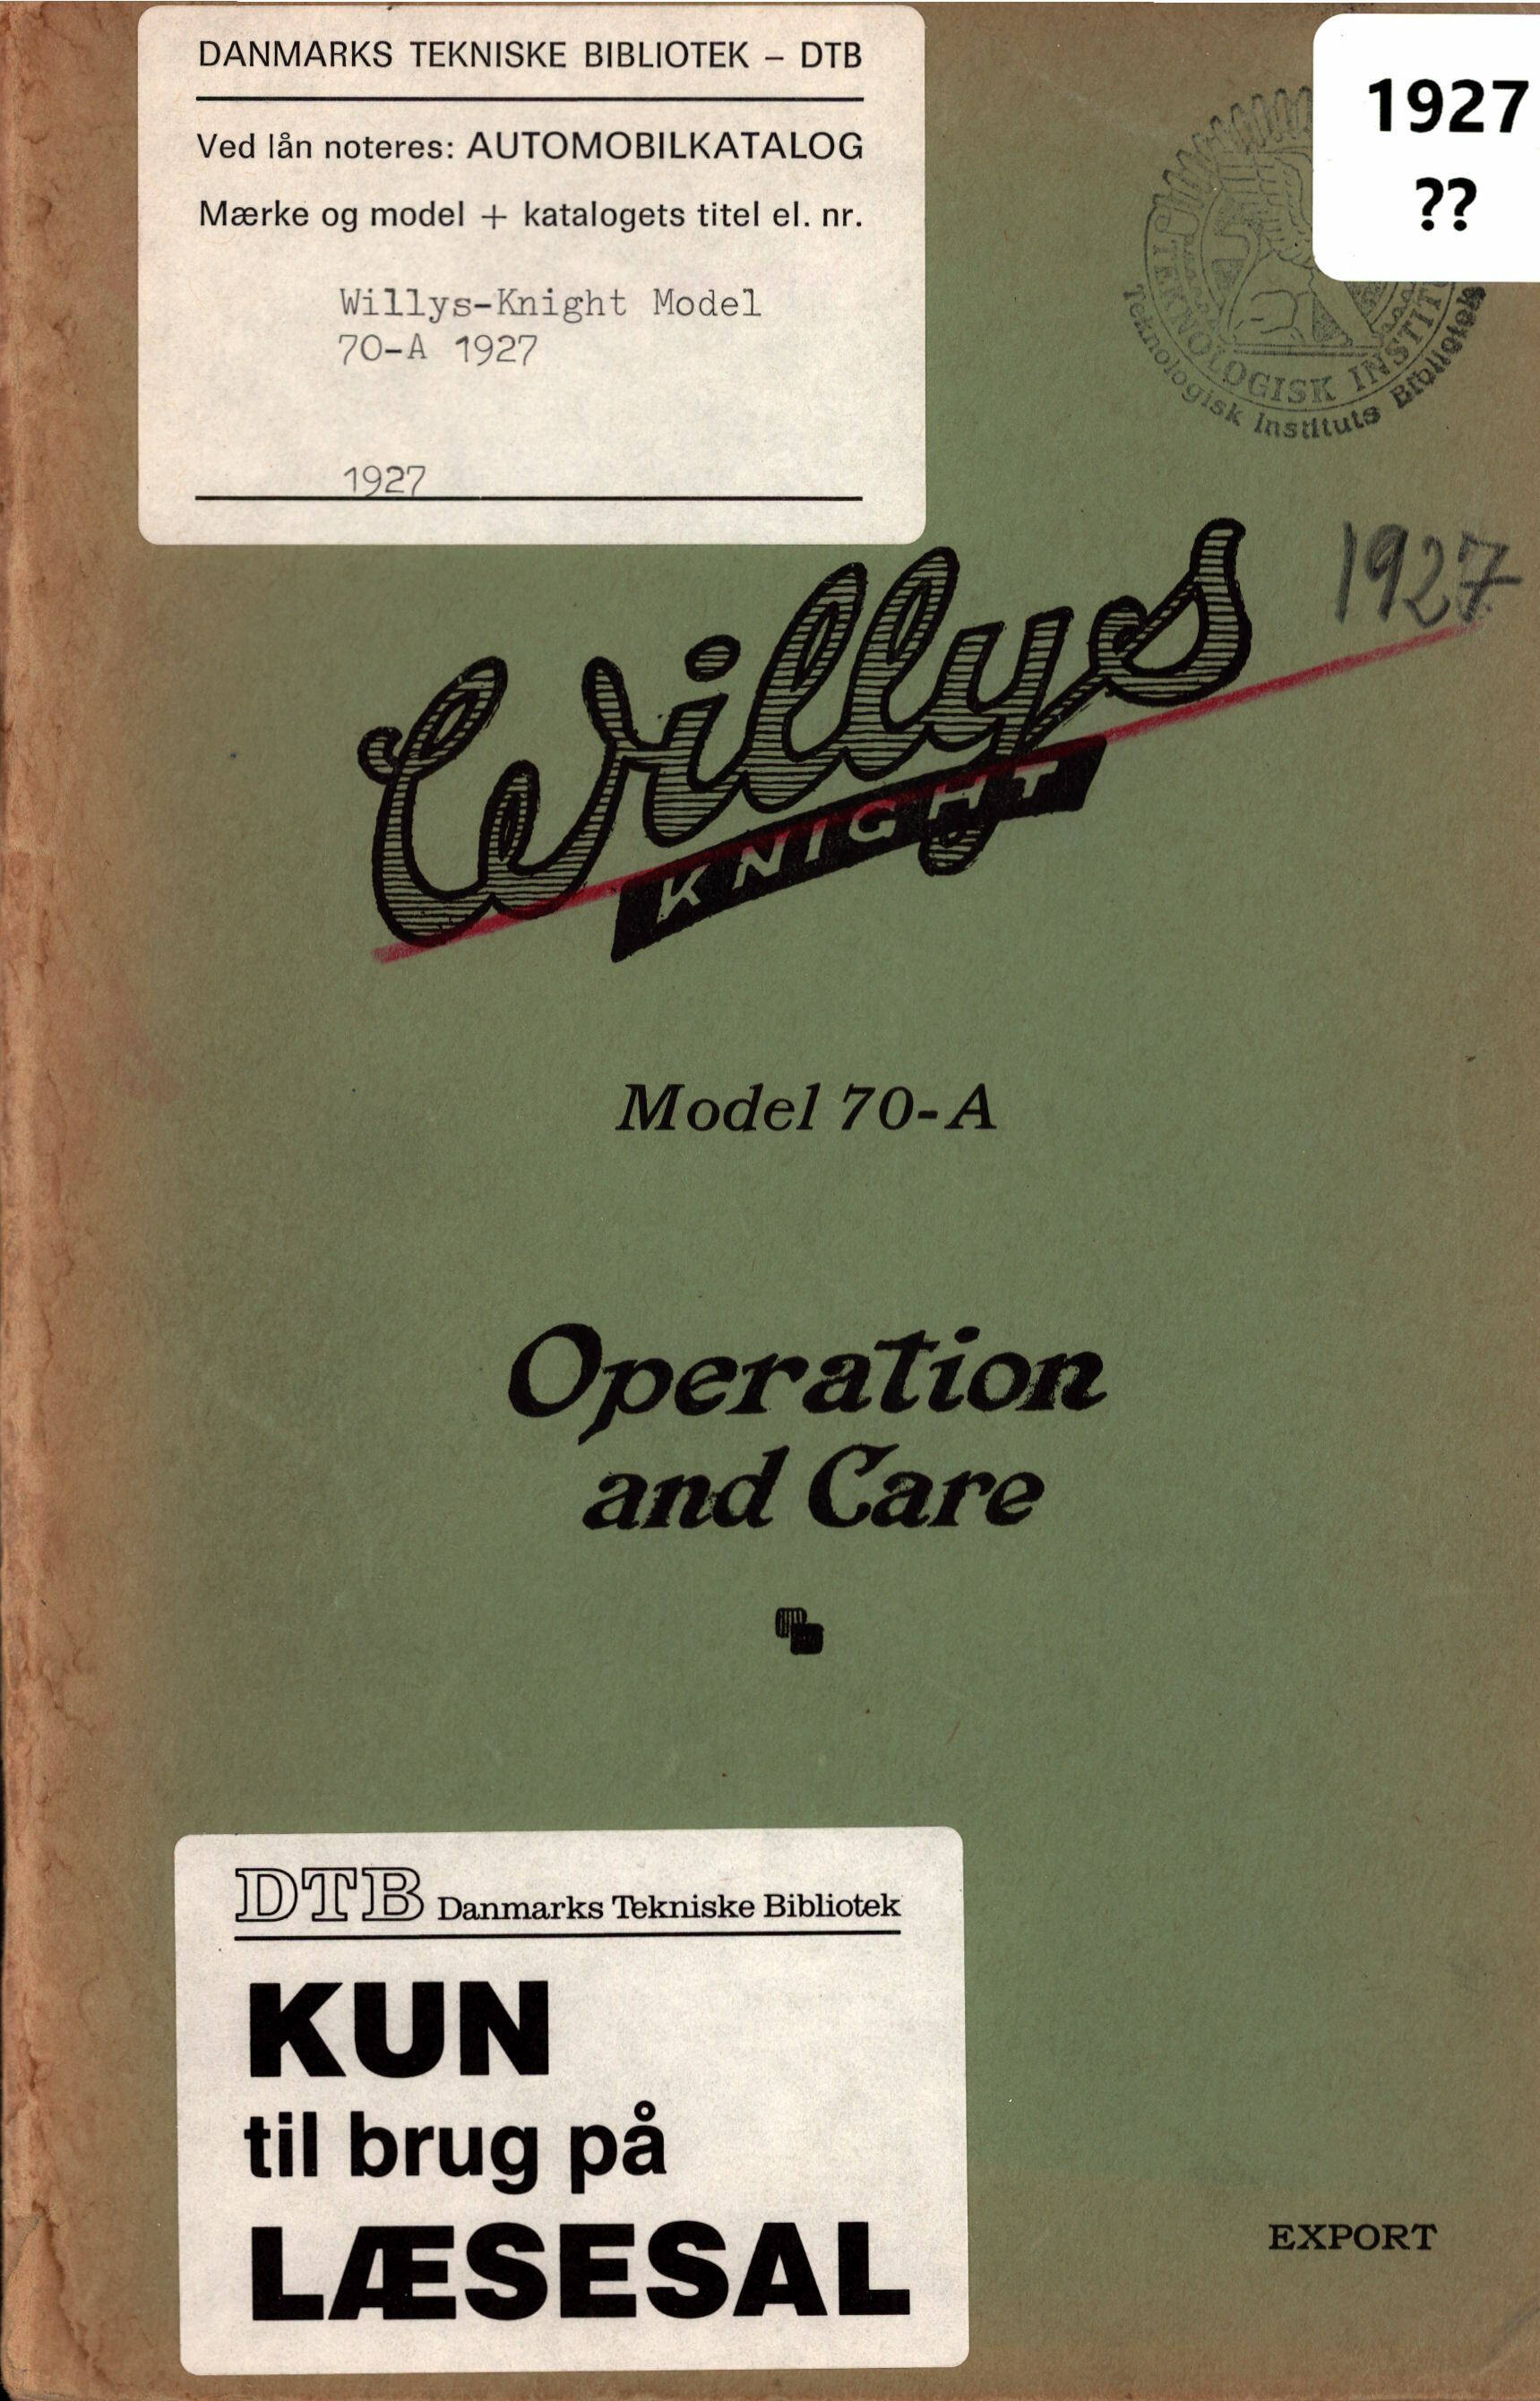 DANMARKS TEKNISKE BIBLIOTEK – DTB
Ved lån noteres: AUTOMOBILKATALOG
Mærke og model + katalogets titel el. nr.
Willys-Knight Model
70-A 1927
1927
1927
??
TEKNOLOGISK INSTITUT
Teknologisk Instituts Bibliotek
1927
Willys
KNIGHT
Model 70-A
Operation
and Care
DTB Danmarks Tekniske Bibliotek
KUN
til brug på
LÆSESAL
EXPORT